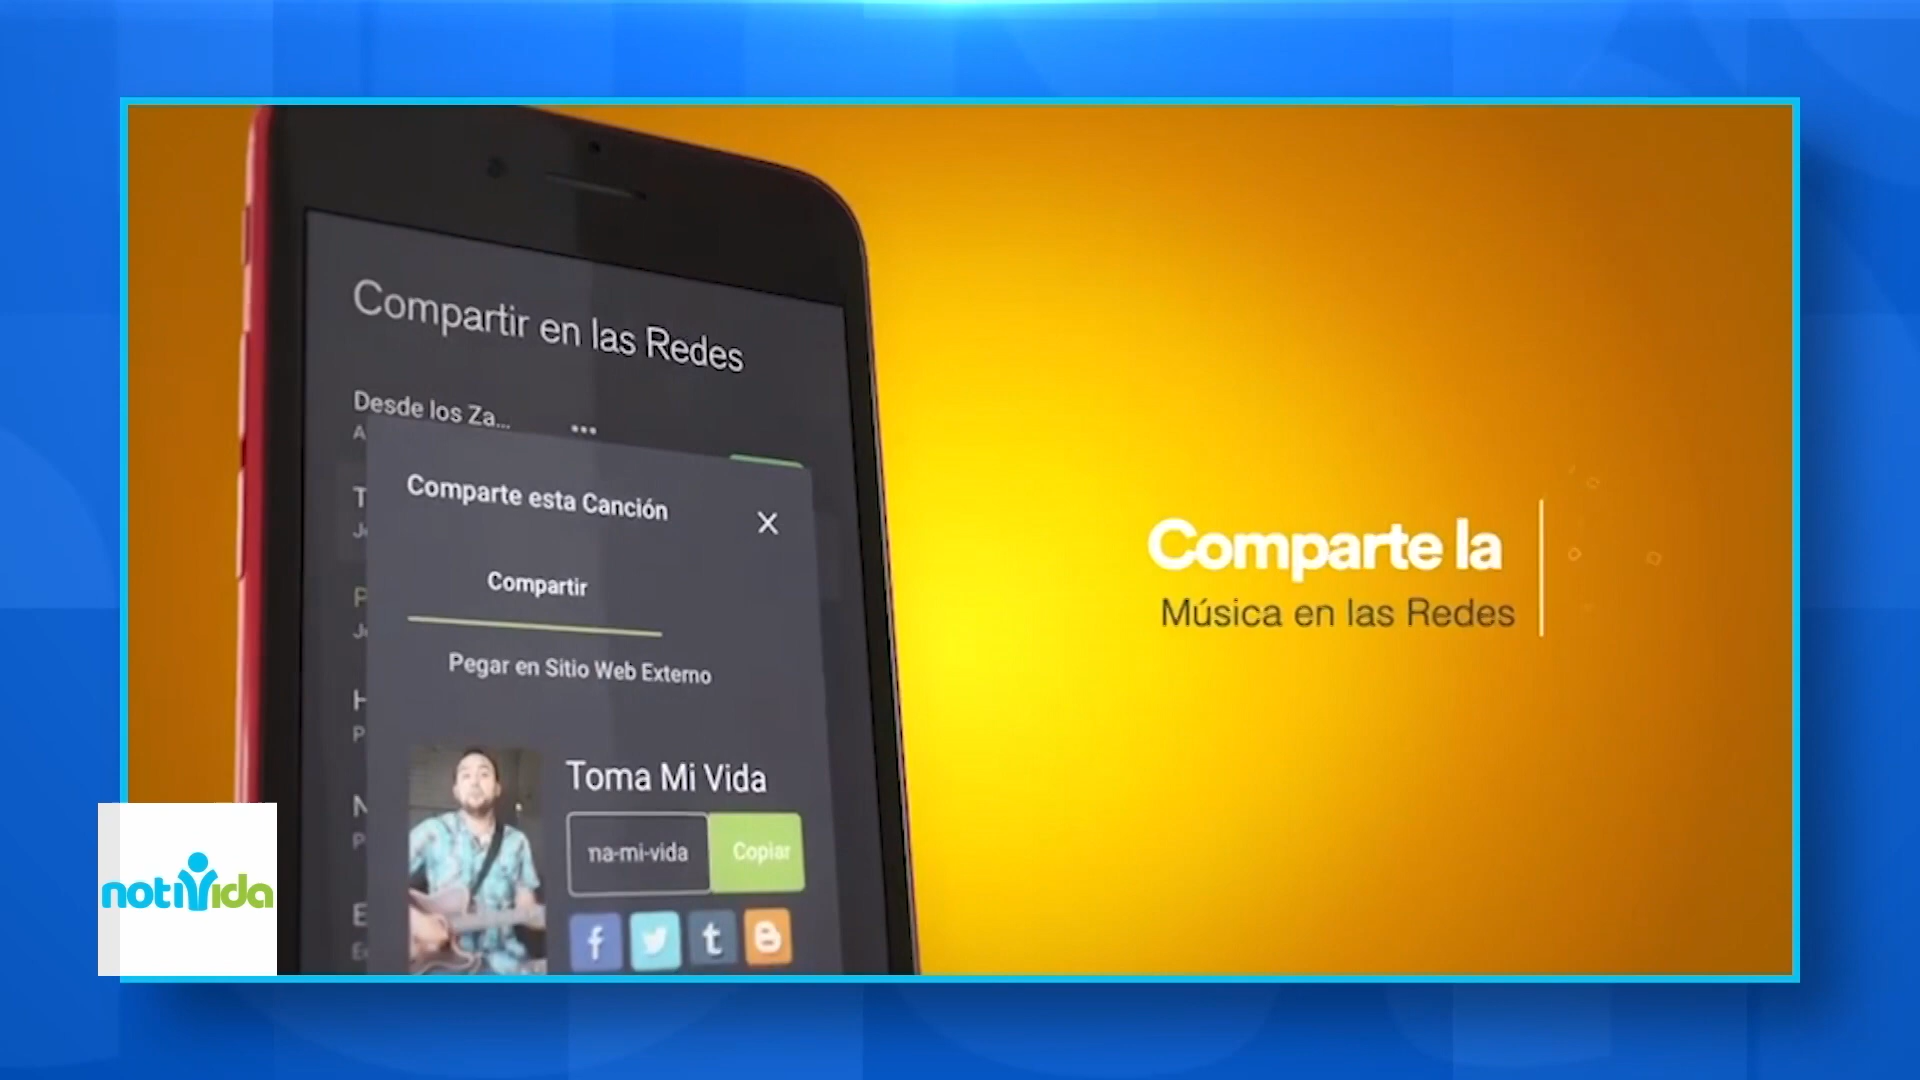 Compartir en las Redes
Desde los Za...
Comparte esta Canción
Compartir
Pegar en Sitio Web Externo
Toma Mi Vida
na-mi-vida
Copiar
Comparte la
Música en las Redes
notiVida